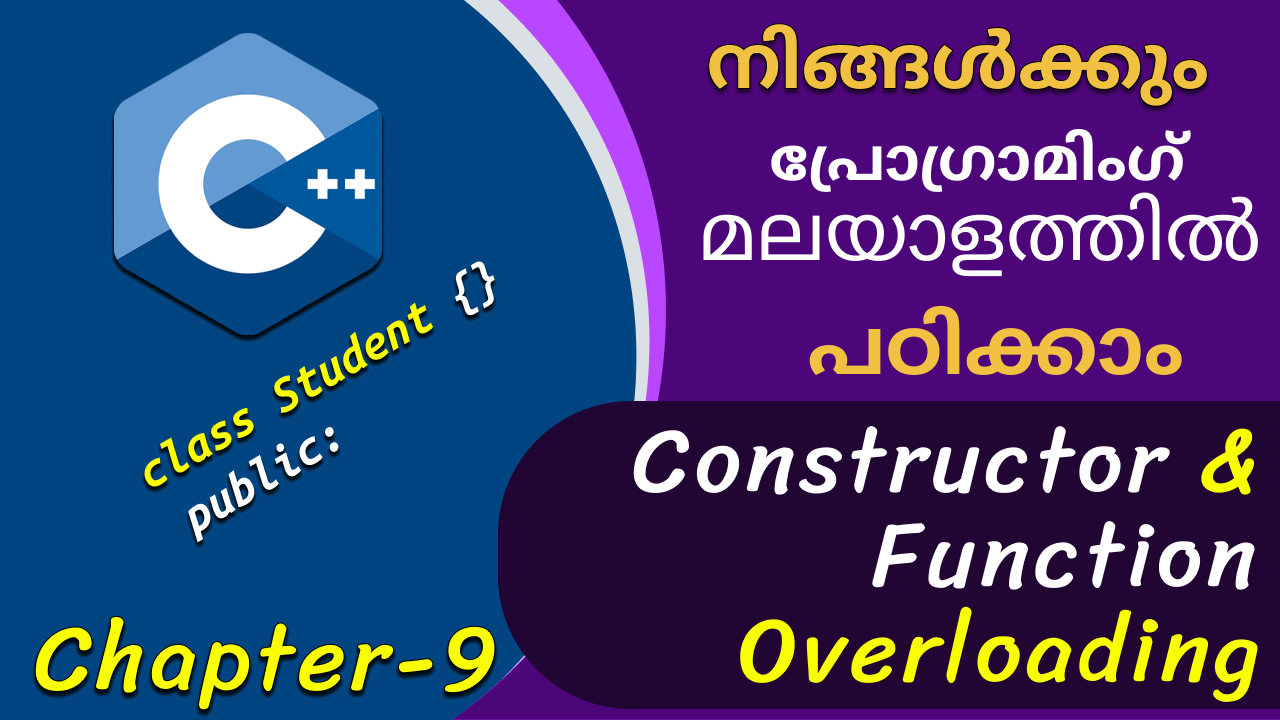 C++
class Student {}
public:
Chapter-9
നിങ്ങൾക്കും
പ്രോഗ്രാമിംഗ്
മലയാളത്തിൽ
പഠിക്കാം
Constructor &
Function
Overloading